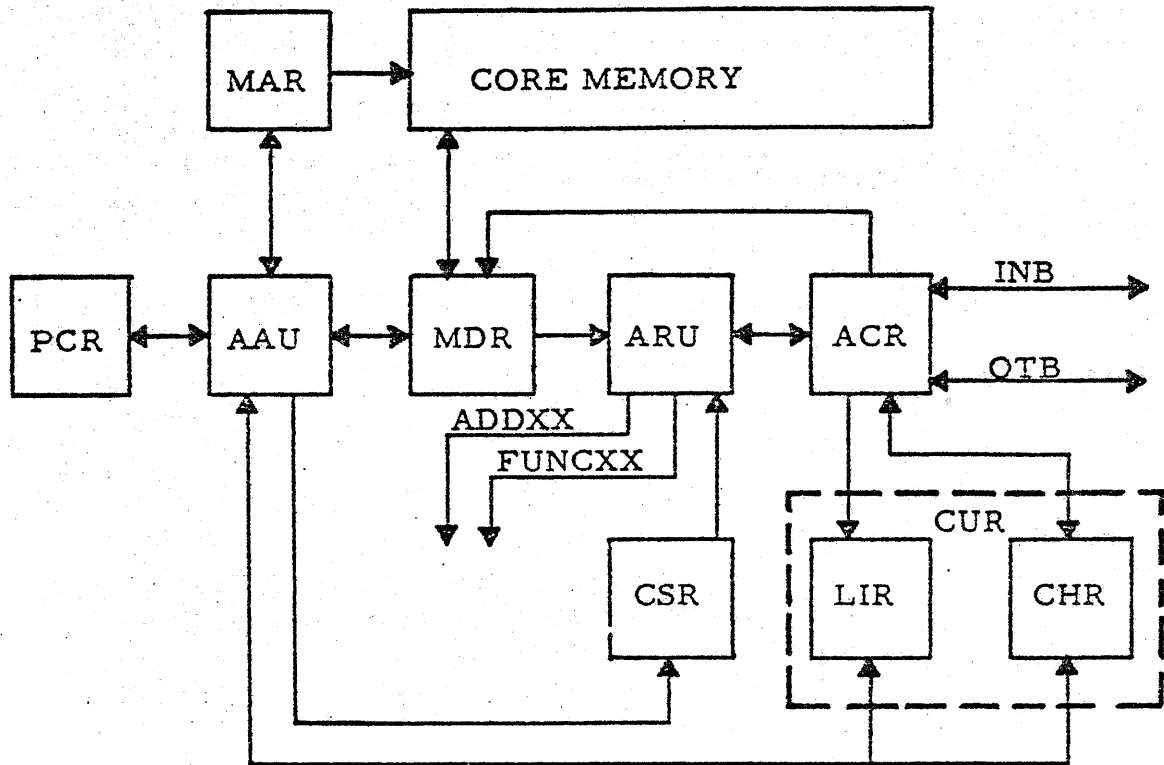 MAR
CORE MEMORY
INB
PCR
AAU
MDR
ARU
ACR
OTB
ADDXX
FUNCXX
CUR
CSR
LIR
CHR